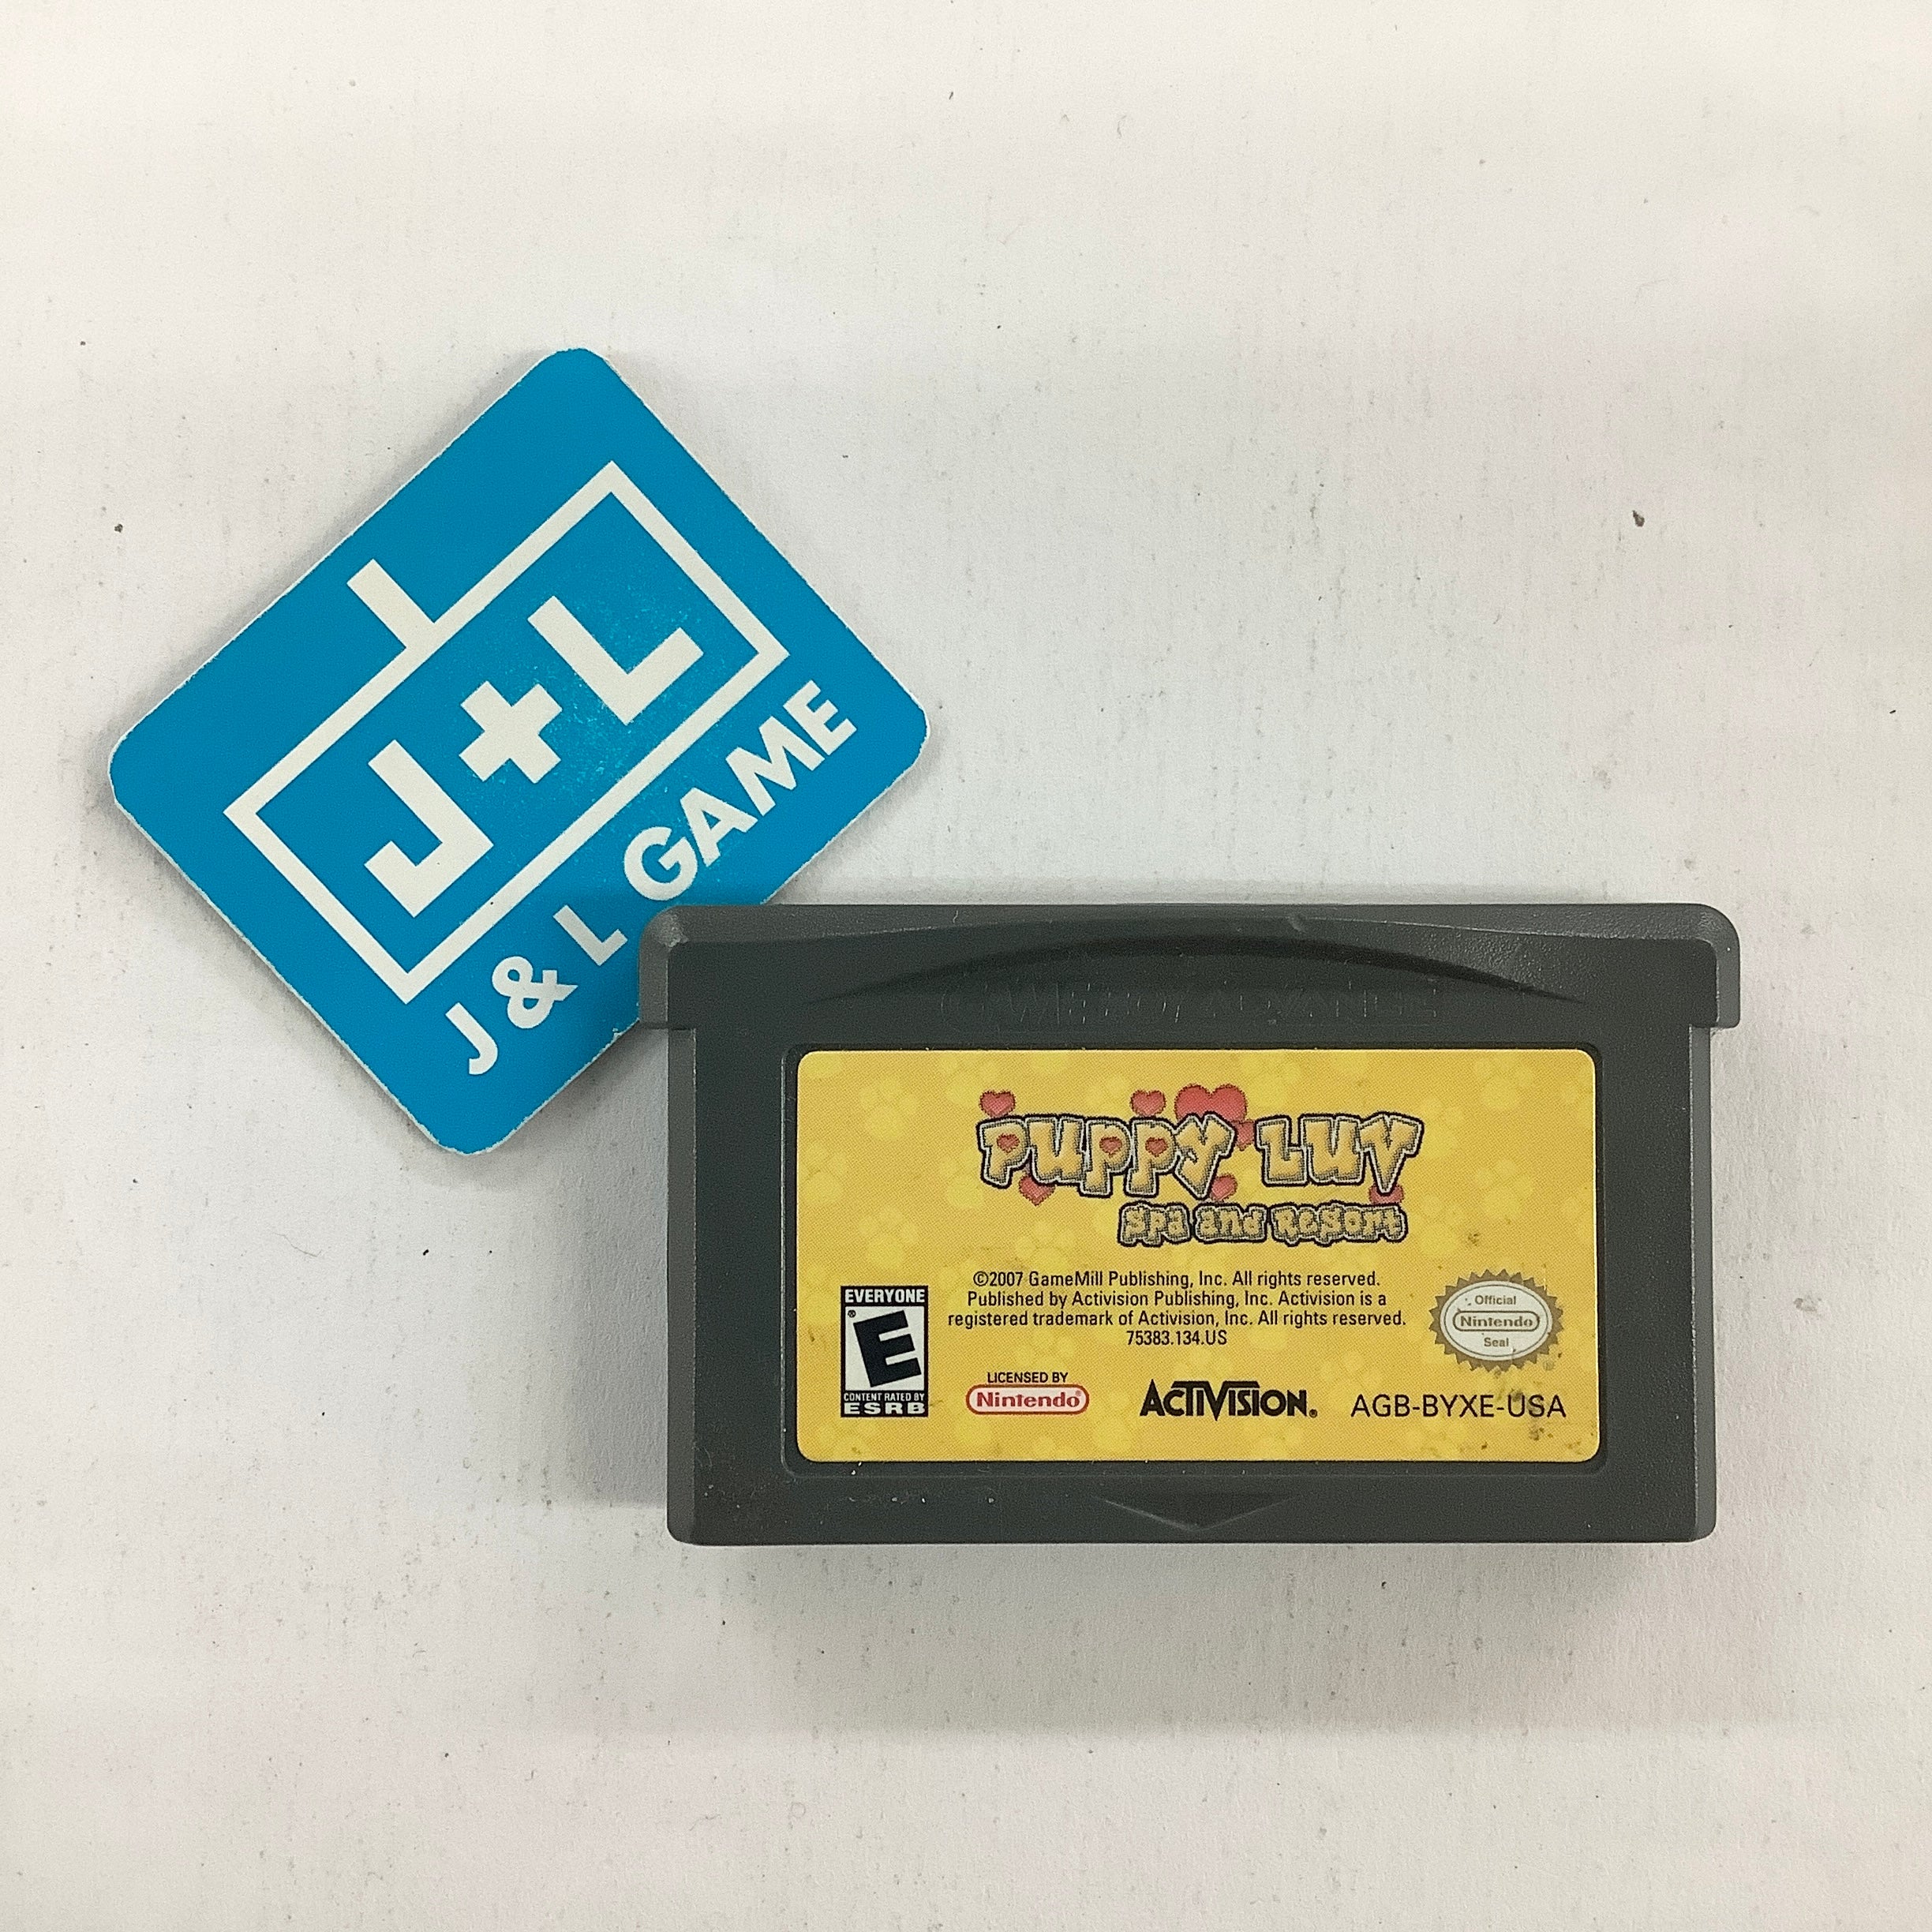 J+L
J & L GAME
GAME BOY ADVANCE
PUPPY LUV
Spa and Resort
©2007 GameMill Publishing, Inc. All rights reserved.
Published by Activision Publishing, Inc. Activision is a
registered trademark of Activision, Inc. All rights reserved.
75383.134.US
EVERYONE
E
CONTENT RATED BY
ESRB
LICENSED BY
Nintendo®
ACTIVISION.
AGB-BYXE-USA
Official
Nintendo
Seal